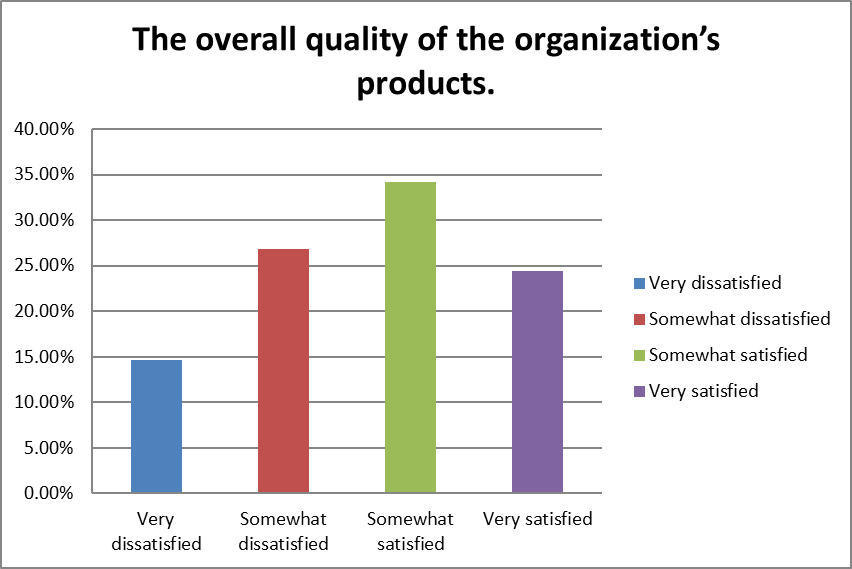 The overall quality of the organization’s
products.
40.00%
35.00%
30.00%
25.00%
20.00%
15.00%
10.00%
5.00%
0.00%
Very
dissatisfied
Somewhat
dissatisfied
Somewhat
satisfied
Very satisfied
Very dissatisfied
Somewhat dissatisfied
Somewhat satisfied
Very satisfied